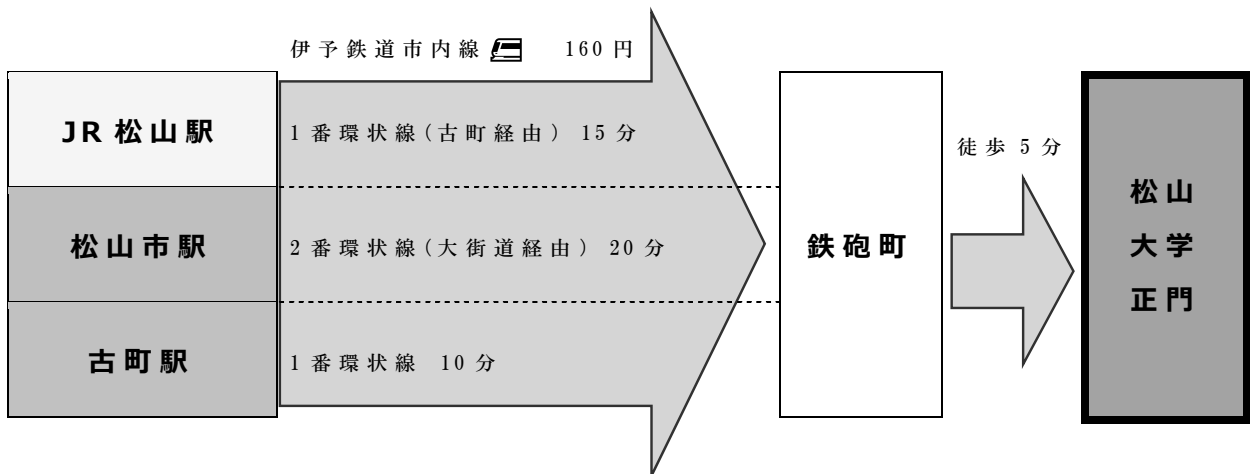 伊予鉄道市内線 160円
JR 松山駅
1番環状線(古町経由) 15分
松山市駅
2番環状線(大街道経由) 20分
古町駅
1番環状線 10分
鉄砲町
徒歩5分
松山
大学
正門